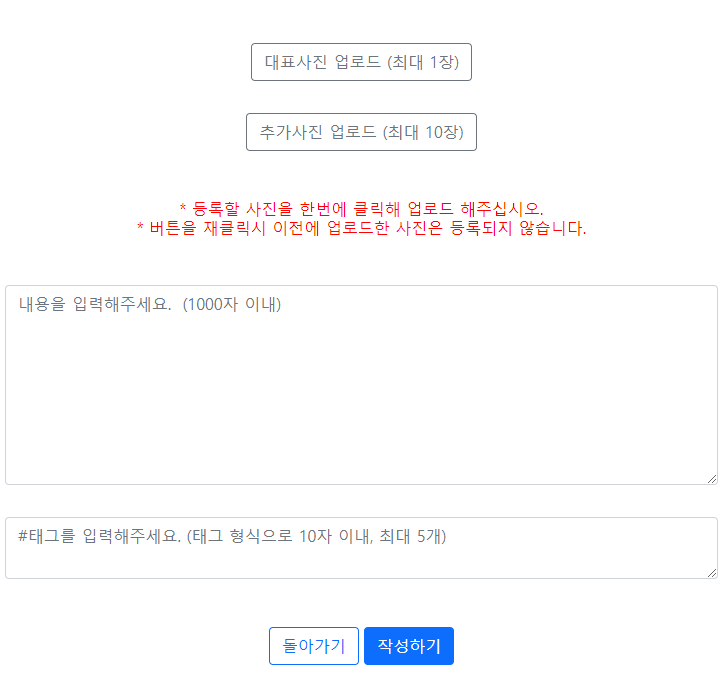 대표사진 업로드 (최대 1장)
추가사진 업로드 (최대 10장)
* 등록할 사진을 한번에 클릭해 업로드 해주십시오.
* 버튼을 재클릭시 이전에 업로드한 사진은 등록되지 않습니다.
내용을 입력해주세요.  (1000자 이내)
#태그를 입력해주세요. (태그 형식으로 10자 이내, 최대 5개)
돌아가기 작성하기